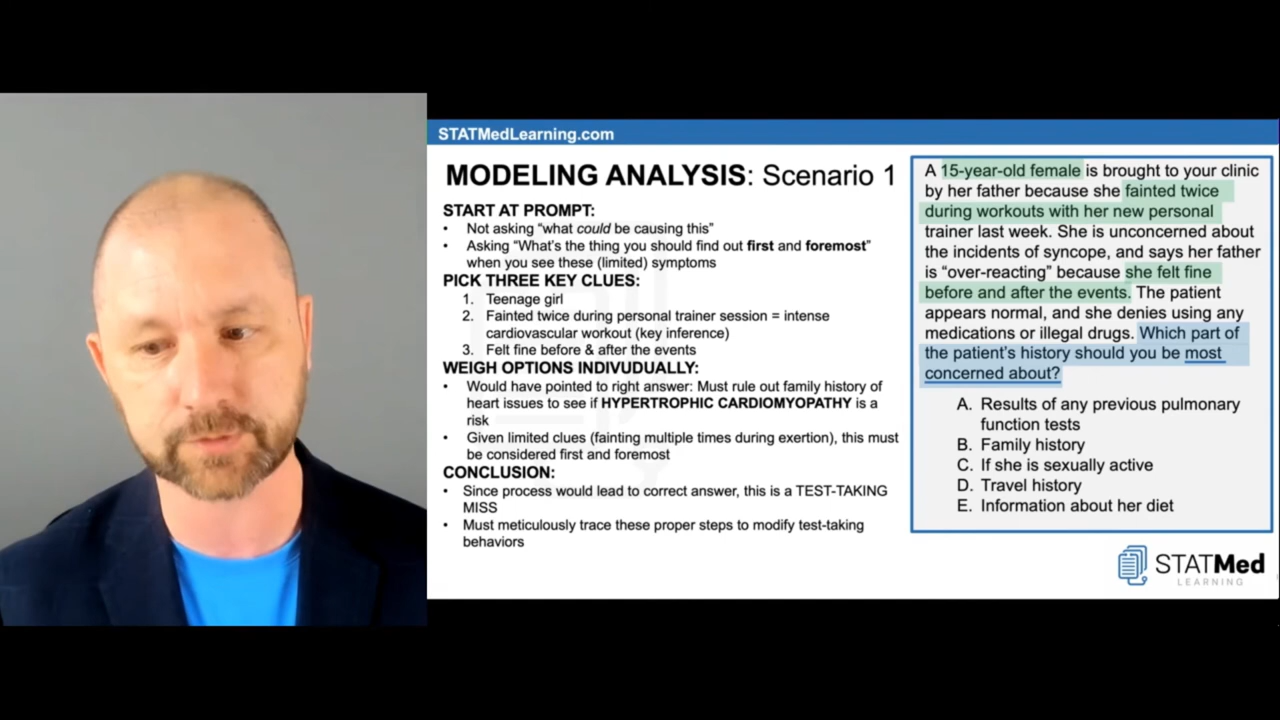 STATMedLearning.com
MODELING ANALYSIS: Scenario 1
START AT PROMPT:
• Not asking “what could be causing this”
• Asking “What’s the thing you should find out first and foremost”
when you see these (limited) symptoms
PICK THREE KEY CLUES:
1. Teenage girl
2. Fainted twice during personal trainer session = intense
cardiovascular workout (key inference)
3. Felt fine before & after the events
WEIGH OPTIONS INDIVUDUALLY:
• Would have pointed to right answer: Must rule out family history of
heart issues to see if HYPERTROPHIC CARDIOMYOPATHY is a
risk
• Given limited clues (fainting multiple times during exertion), this must
be considered first and foremost
CONCLUSION:
• Since process would lead to correct answer, this is a TEST-TAKING
MISS
• Must meticulously trace these proper steps to modify test-taking
behaviors
A 15-year-old female is brought to your clinic
by her father because she fainted twice
during workouts with her new personal
trainer last week. She is unconcerned about
the incidents of syncope, and says her father
is “over-reacting” because she felt fine
before and after the events. The patient
appears normal, and she denies using any
medications or illegal drugs. Which part of
the patient’s history should you be most
concerned about?
A. Results of any previous pulmonary
function tests
B. Family history
C. If she is sexually active
D. Travel history
E. Information about her diet
STATMed
LEARNING